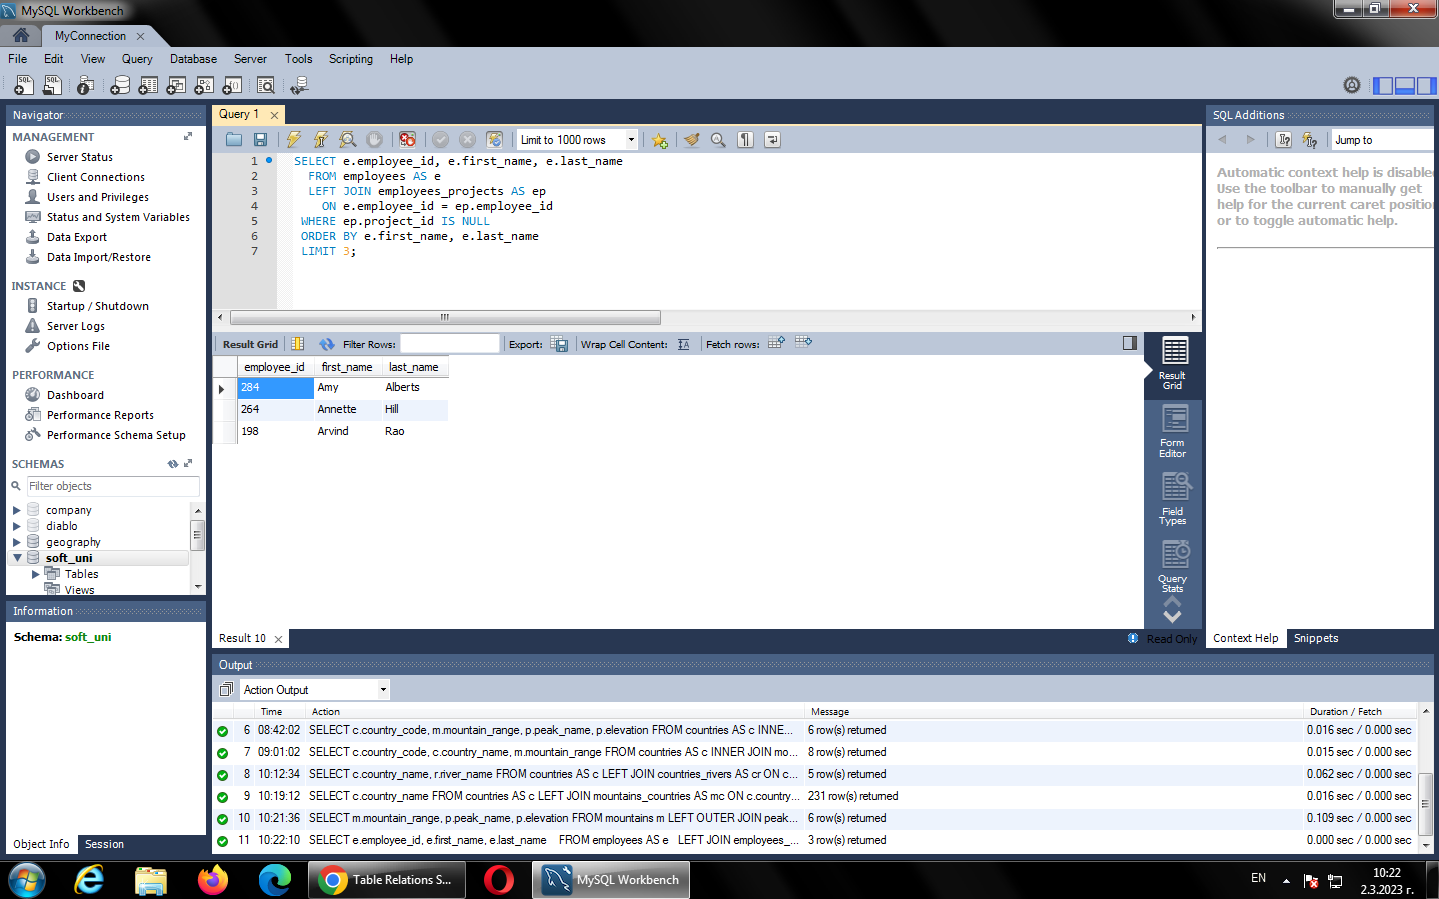 MySQL Workbench
MyConnection
File Edit View Query Database Server Tools Scripting Help
Navigator
MANAGEMENT
Server Status
Client Connections
Users and Privileges
Status and System Variables
Data Export
Data Import/Restore
INSTANCE
Startup / Shutdown
Server Logs
Options File
PERFORMANCE
Dashboard
Performance Reports
Performance Schema Setup
SCHEMAS
Filter objects
company
diablo
geography
soft_uni
Tables
Views
Information
Schema: soft_uni
Object Info Session
Query 1
Limit to 1000 rows
1 SELECT e.employee_id, e.first_name, e.last_name
2 FROM employees AS e
3 LEFT JOIN employees_projects AS ep
4 ON e.employee_id = ep.employee_id
5 WHERE ep.project_id IS NULL
6 ORDER BY e.first_name, e.last_name
7 LIMIT 3;
Result Grid Filter Rows: Export: Wrap Cell Content: Fetch rows:
employee_id first_name last_name
284 Amy Alberts
264 Annette Hill
198 Arvind Rao
Result
Grid
Form
Editor
Field
Types
Query
Stats
Result 10
Read Only
SQL Additions
Jump to
Automatic context help is disabled
Use the toolbar to manually get
help for the current caret position
or to toggle automatic help.
Context Help Snippets
Output
Action Output
Time Action Message Duration / Fetch
6 08:42:02 SELECT c.country_code, m.mountain_range, p.peak_name, p.elevation FROM countries AS c INNE... 6 row(s) returned 0.016 sec / 0.000 sec
7 09:01:02 SELECT c.country_code, c.country_name, m.mountain_range FROM countries AS c INNER JOIN mo... 8 row(s) returned 0.015 sec / 0.000 sec
8 10:12:34 SELECT c.country_name, r.river_name FROM countries AS c LEFT JOIN countries_rivers AS cr ON c... 5 row(s) returned 0.062 sec / 0.000 sec
9 10:19:12 SELECT c.country_name FROM countries AS c LEFT JOIN mountains_countries AS mc ON c.country... 231 row(s) returned 0.016 sec / 0.000 sec
10 10:21:36 SELECT m.mountain_range, p.peak_name, p.elevation FROM mountains m LEFT OUTER JOIN peak... 6 row(s) returned 0.109 sec / 0.000 sec
11 10:22:10 SELECT e.employee_id, e.first_name, e.last_name FROM employees AS e LEFT JOIN employees_... 3 row(s) returned 0.000 sec / 0.000 sec
Table Relations S...
MySQL Workbench
EN
10:22
2.3.2023 г.